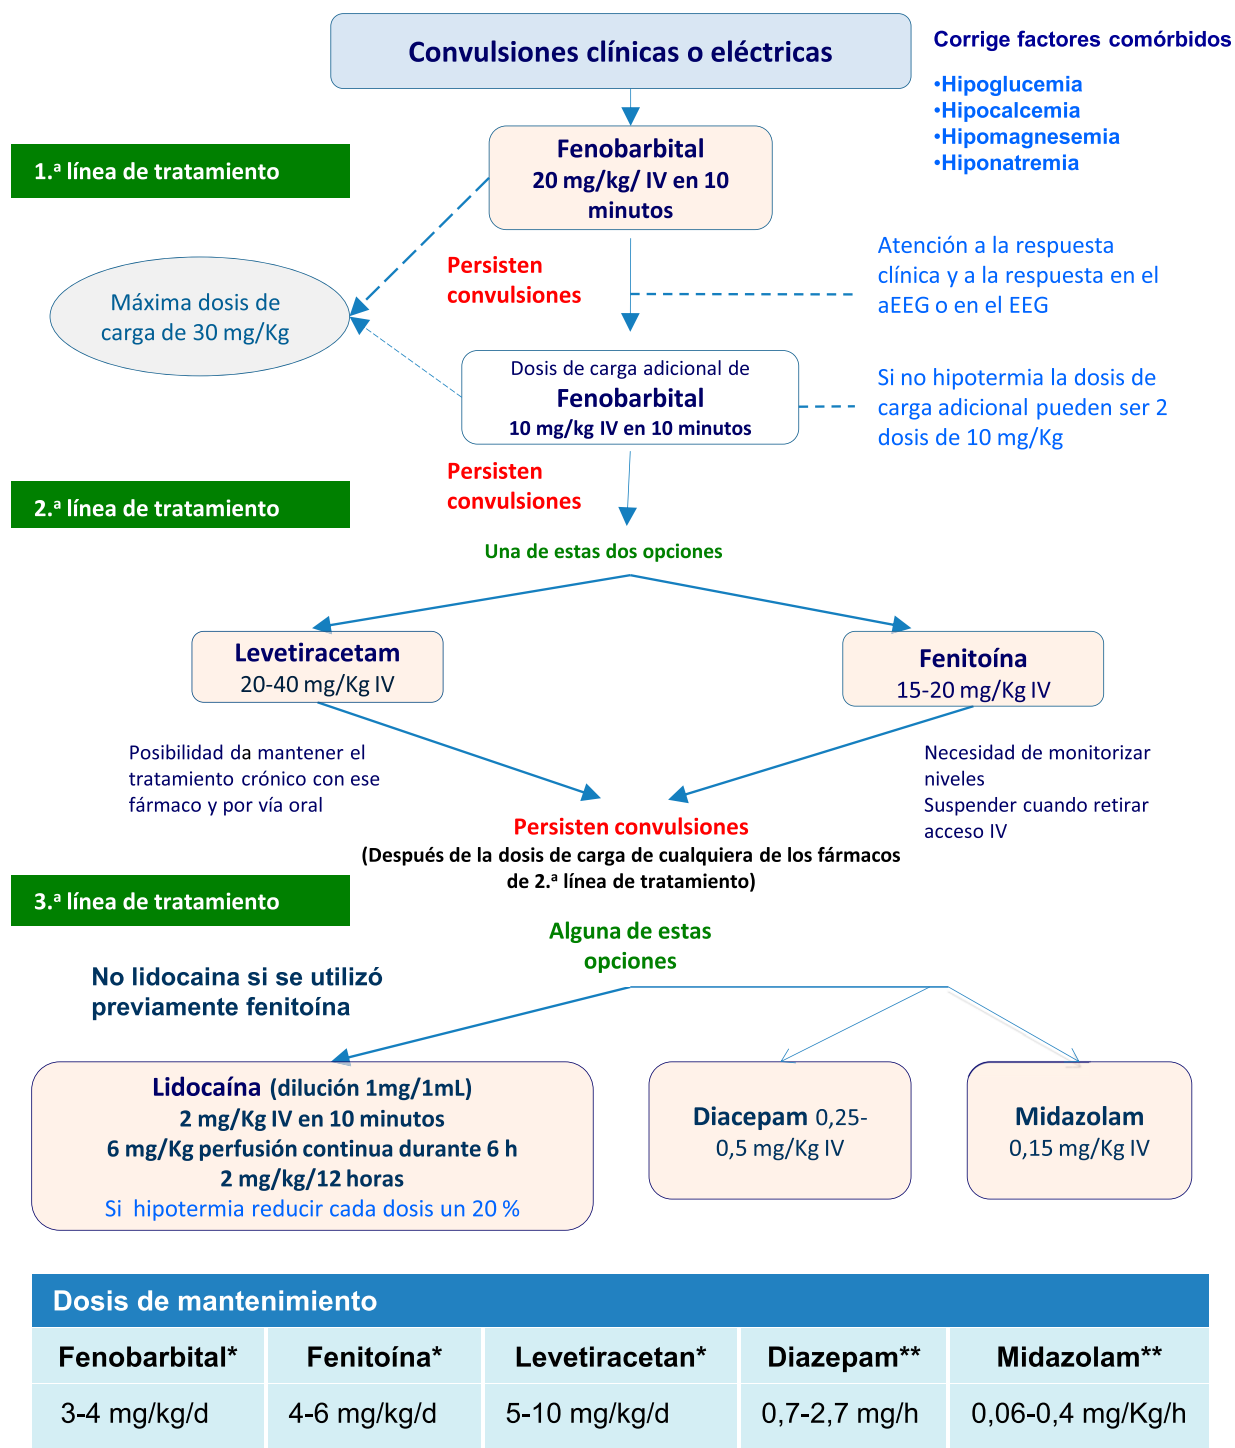 Convulsiones clínicas o eléctricas
Corrige factores comórbidos
•Hipoglucemia
•Hipocalcemia
•Hipomagnesemia
•Hiponatremia
1.ª línea de tratamiento
Fenobarbital
20 mg/kg/ IV en 10
minutos
Persisten
convulsiones
Atención a la respuesta
clínica y a la respuesta en el
aEEG o en el EEG
Máxima dosis de
carga de 30 mg/Kg
Dosis de carga adicional de
Fenobarbital
10 mg/kg IV en 10 minutos
Si no hipotermia la dosis de
carga adicional pueden ser 2
dosis de 10 mg/Kg
Persisten
convulsiones
2.ª línea de tratamiento
Una de estas dos opciones
Levetiracetam
20-40 mg/Kg IV
Fenitoína
15-20 mg/Kg IV
Posibilidad da mantener el
tratamiento crónico con ese
fármaco y por vía oral
Necesidad de monitorizar
niveles
Suspender cuando retirar
acceso IV
Persisten convulsiones
(Después de la dosis de carga de cualquiera de los fármacos
de 2.ª línea de tratamiento)
3.ª línea de tratamiento
Alguna de estas
opciones
No lidocaina si se utilizó
previamente fenitoína
Lidocaína (dilución 1mg/1mL)
2 mg/Kg IV en 10 minutos
6 mg/Kg perfusión continua durante 6 h
2 mg/kg/12 horas
Si hipotermia reducir cada dosis un 20 %
Diacepam 0,25-
0,5 mg/Kg IV
Midazolam
0,15 mg/Kg IV
Dosis de mantenimiento
Fenobarbital* Fenitoína* Levetiracetan* Diazepam** Midazolam**
3-4 mg/kg/d 4-6 mg/kg/d 5-10 mg/kg/d 0,7-2,7 mg/h 0,06-0,4 mg/Kg/h